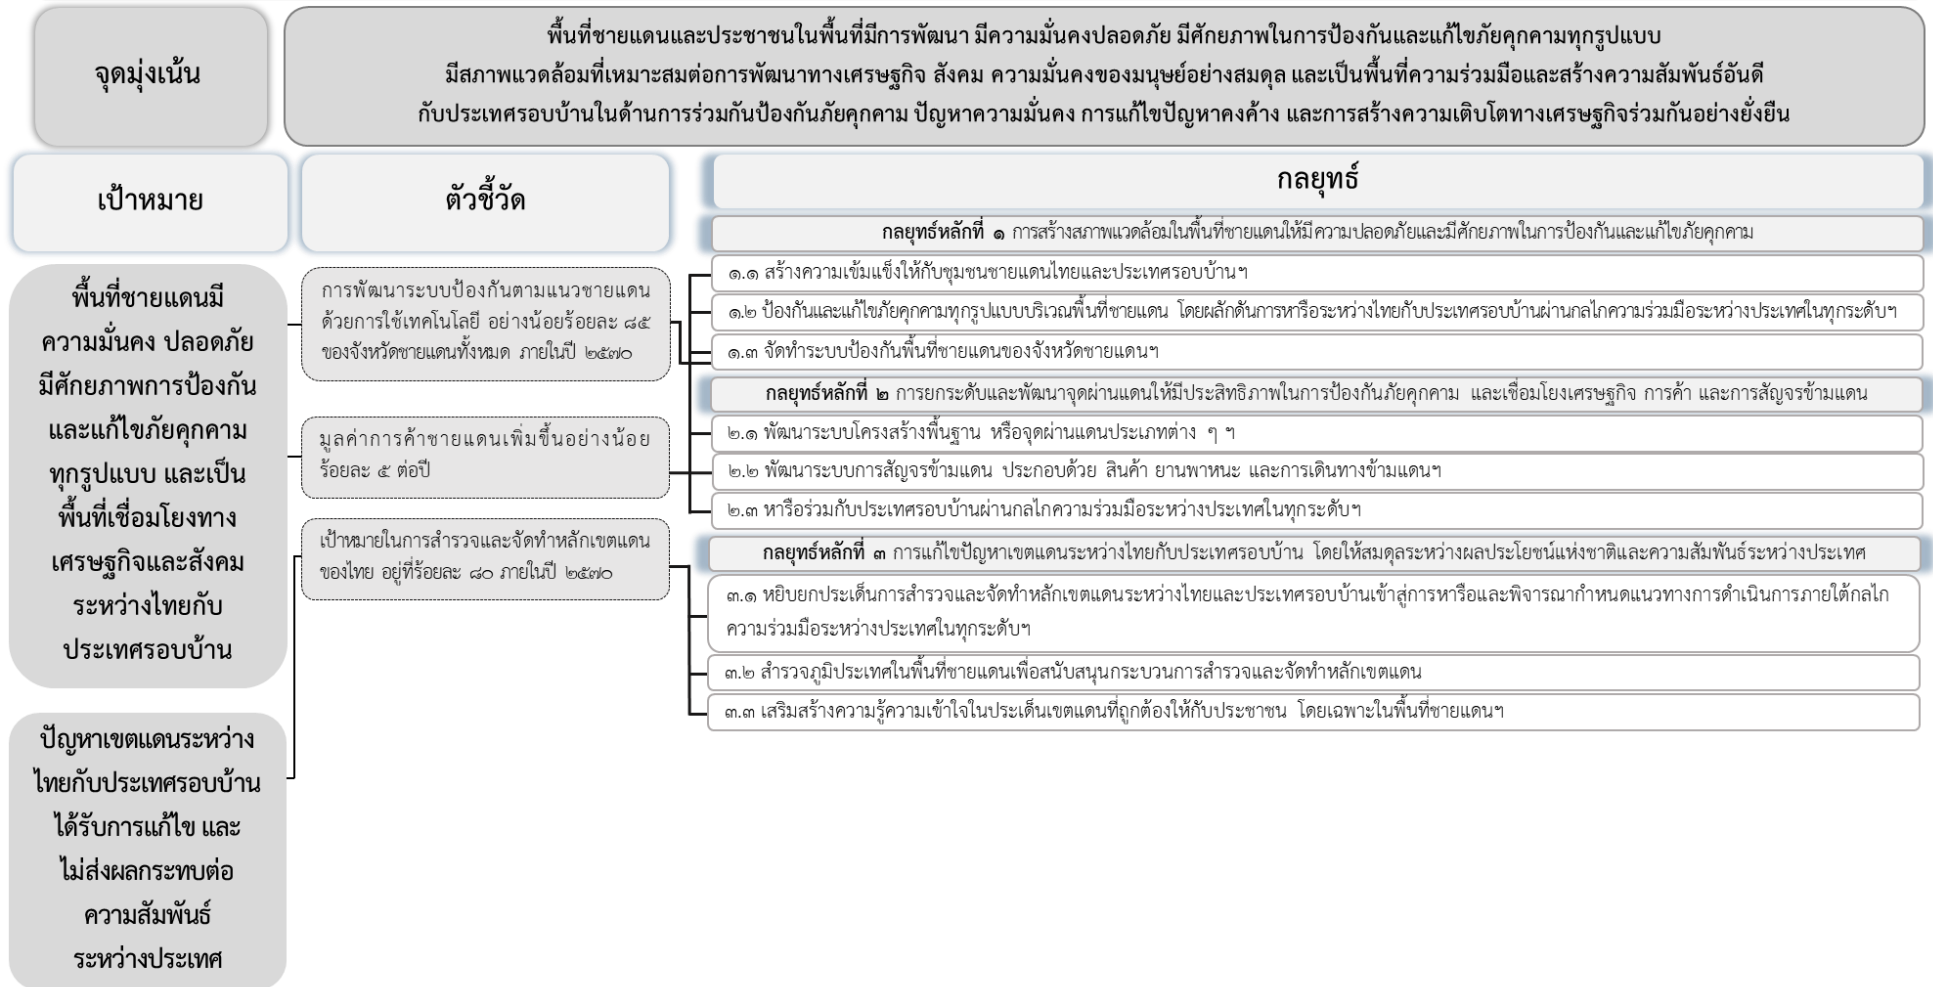 จุดมุ่งเน้น
พื้นที่ชายแดนและประชาชนในพื้นที่มีการพัฒนา มีความมั่นคงปลอดภัย มีศักยภาพในการป้องกันและแก้ไขภัยคุกคามทุกรูปแบบ
มีสภาพแวดล้อมที่เหมาะสมต่อการพัฒนาทางเศรษฐกิจ สังคม ความมั่นคงของมนุษย์อย่างสมดุล และเป็นพื้นที่ความร่วมมือและสร้างความสัมพันธ์อันดี
กับประเทศรอบบ้านในด้านการร่วมกันป้องกันภัยคุกคาม ปัญหาความมั่นคง การแก้ไขปัญหาคงค้าง และการสร้างความเติบโตทางเศรษฐกิจร่วมกันอย่างยั่งยืน
เป้าหมาย
พื้นที่ชายแดนมี
ความมั่นคง ปลอดภัย
มีศักยภาพการป้องกัน
และแก้ไขภัยคุกคาม
ทุกรูปแบบ และเป็น
พื้นที่เชื่อมโยงทาง
เศรษฐกิจและสังคม
ระหว่างไทยกับ
ประเทศรอบบ้าน
ปัญหาเขตแดนระหว่าง
ไทยกับประเทศรอบบ้าน
ได้รับการแก้ไข และ
ไม่ส่งผลกระทบต่อ
ความสัมพันธ์
ระหว่างประเทศ
ตัวชี้วัด
การพัฒนาระบบป้องกันตามแนวชายแดน
ด้วยการใช้เทคโนโลยี อย่างน้อยร้อยละ ๘๕
ของจังหวัดชายแดนทั้งหมด ภายในปี ๒๕๗๐
มูลค่าการค้าชายแดนเพิ่มขึ้นอย่างน้อย
ร้อยละ ๕ ต่อปี
เป้าหมายในการสำรวจและจัดทำหลักเขตแดน
ของไทย อยู่ที่ร้อยละ ๘๐ ภายในปี ๒๕๗๐
กลยุทธ์
กลยุทธ์หลักที่ ๑ การสร้างสภาพแวดล้อมในพื้นที่ชายแดนให้มีความปลอดภัยและมีศักยภาพในการป้องกันและแก้ไขภัยคุกคาม
๑.๑ สร้างความเข้มแข็งให้กับชุมชนชายแดนไทยและประเทศรอบบ้านฯ
๑.๒ ป้องกันและแก้ไขภัยคุกคามทุกรูปแบบบริเวณพื้นที่ชายแดน โดยผลักดันการหารือระหว่างไทยกับประเทศรอบบ้านผ่านกลไกความร่วมมือระหว่างประเทศในทุกระดับฯ
๑.๓ จัดทำระบบป้องกันพื้นที่ชายแดนของจังหวัดชายแดนฯ
กลยุทธ์หลักที่ ๒ การยกระดับและพัฒนาจุดผ่านแดนให้มีประสิทธิภาพในการป้องกันภัยคุกคาม และเชื่อมโยงเศรษฐกิจ การค้า และการสัญจรข้ามแดน
๒.๑ พัฒนาระบบโครงสร้างพื้นฐาน หรือจุดผ่านแดนประเภทต่าง ๆ ฯ
๒.๒ พัฒนาระบบการสัญจรข้ามแดน ประกอบด้วย สินค้า ยานพาหนะ และการเดินทางข้ามแดนฯ
๒.๓ หารือร่วมกับประเทศรอบบ้านผ่านกลไกความร่วมมือระหว่างประเทศในทุกระดับฯ
กลยุทธ์หลักที่ ๓ การแก้ไขปัญหาเขตแดนระหว่างไทยกับประเทศรอบบ้าน โดยให้สมดุลระหว่างผลประโยชน์แห่งชาติและความสัมพันธ์ระหว่างประเทศ
๓.๑ หยิบยกประเด็นการสำรวจและจัดทำหลักเขตแดนระหว่างไทยและประเทศรอบบ้านเข้าสู่การหารือและพิจารณากำหนดแนวทางการดำเนินการภายใต้กลไก
ความร่วมมือระหว่างประเทศในทุกระดับฯ
๓.๒ สำรวจภูมิประเทศในพื้นที่ชายแดนเพื่อสนับสนุนกระบวนการสำรวจและจัดทำหลักเขตแดน
๓.๓ เสริมสร้างความรู้ความเข้าใจในประเด็นเขตแดนที่ถูกต้องให้กับประชาชน โดยเฉพาะในพื้นที่ชายแดนฯ